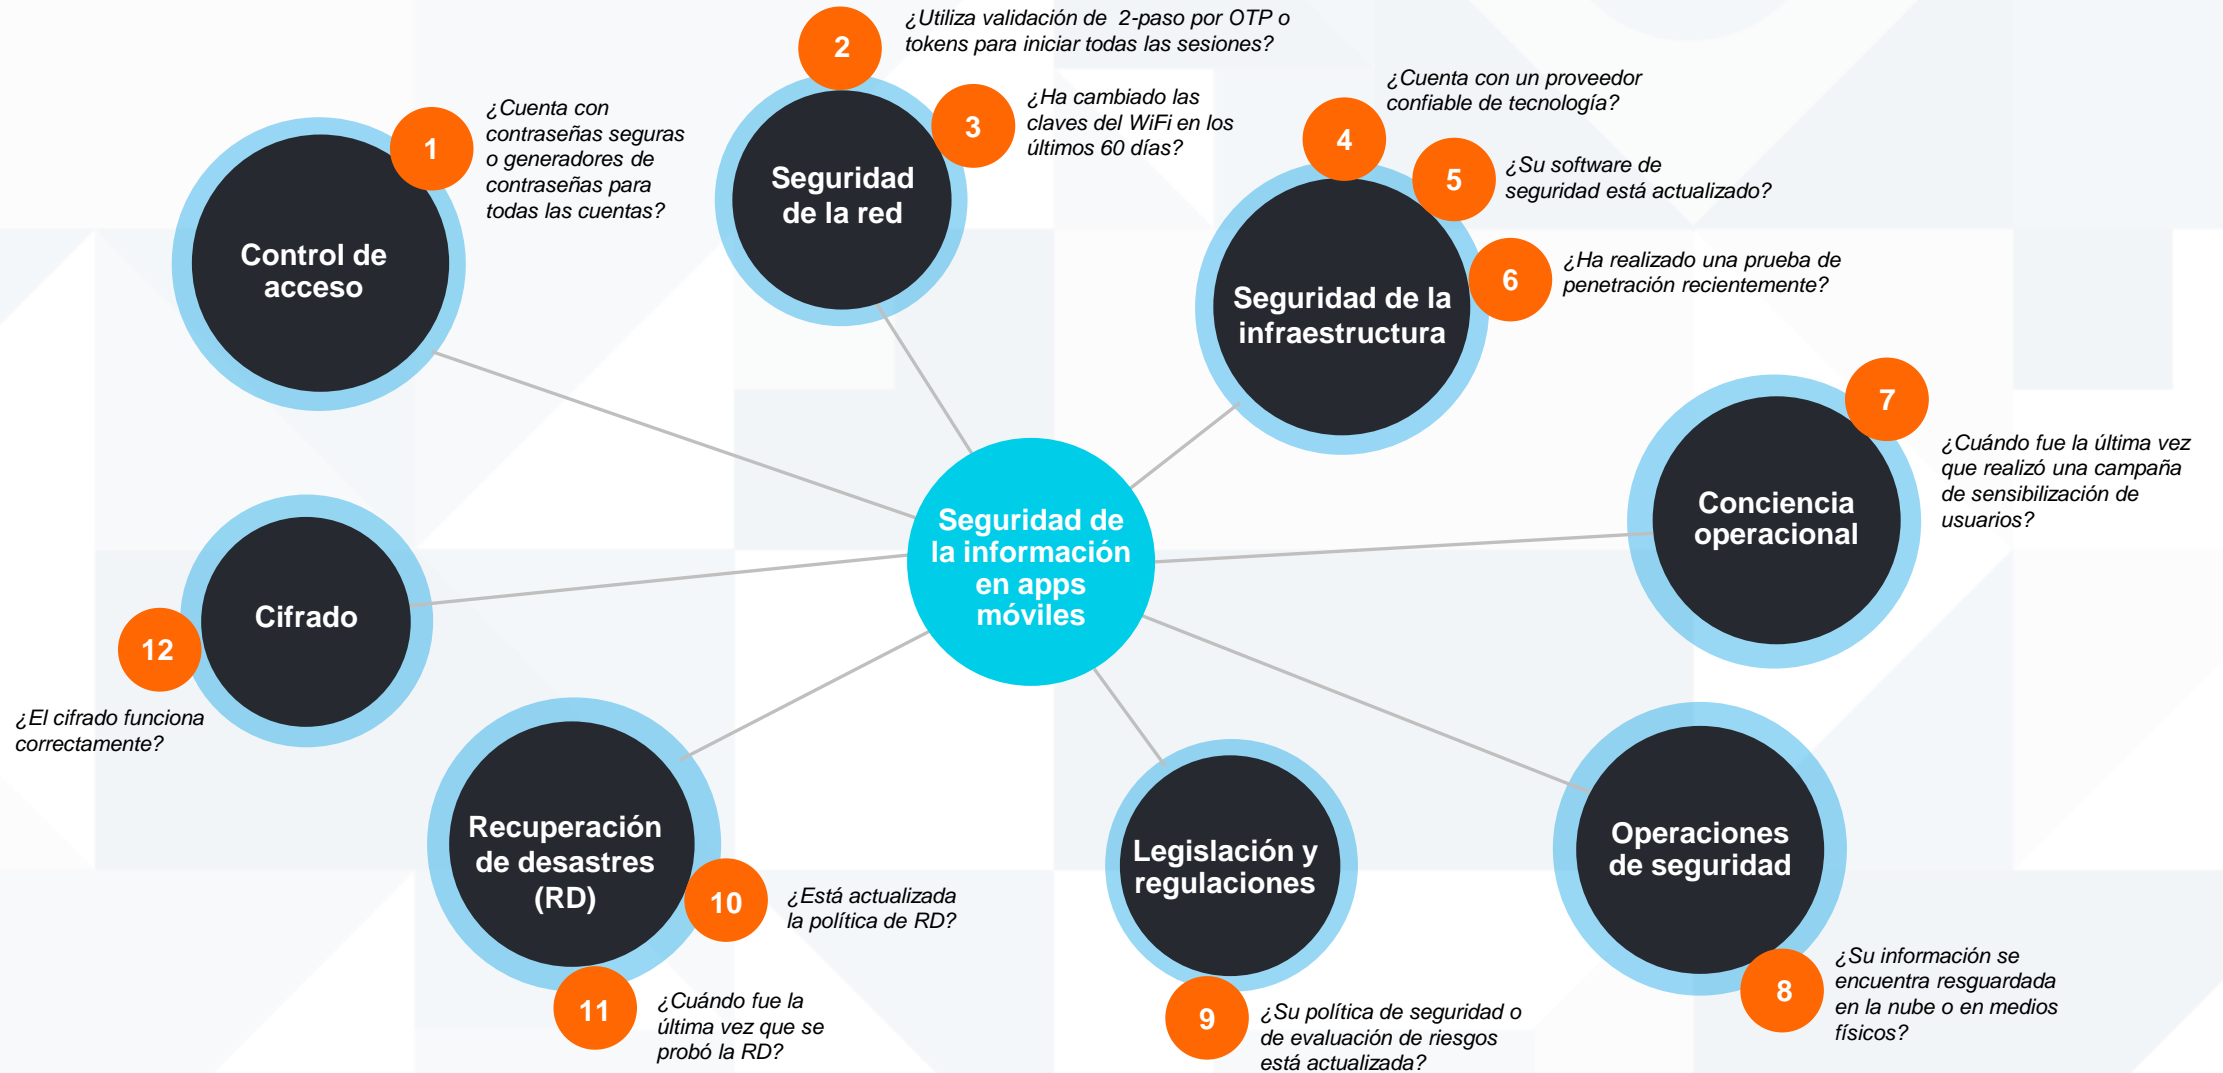 1
¿Cuenta con
contraseñas seguras
o generadores de
contraseñas para
todas las cuentas?
Control de
acceso
2
¿Utiliza validación de 2-paso por OTP o
tokens para iniciar todas las sesiones?
3
¿Ha cambiado las
claves del WiFi en los
últimos 60 días?
Seguridad
de la red
4
¿Cuenta con un proveedor
confiable de tecnología?
5
¿Su software de
seguridad está actualizado?
6
¿Ha realizado una prueba de
penetración recientemente?
Seguridad de la
infraestructura
7
¿Cuándo fue la última vez
que realizó una campaña
de sensibilización de
usuarios?
Conciencia
operacional
Seguridad de
la información
en apps
móviles
Cifrado
12
¿El cifrado funciona
correctamente?
Recuperación
de desastres
(RD)
10
¿Está actualizada
la política de RD?
11
¿Cuándo fue la
última vez que se
probó la RD?
Legislación y
regulaciones
9
¿Su política de seguridad o
de evaluación de riesgos
está actualizada?
Operaciones
de seguridad
8
¿Su información se
encuentra resguardada
en la nube o en medios
físicos?